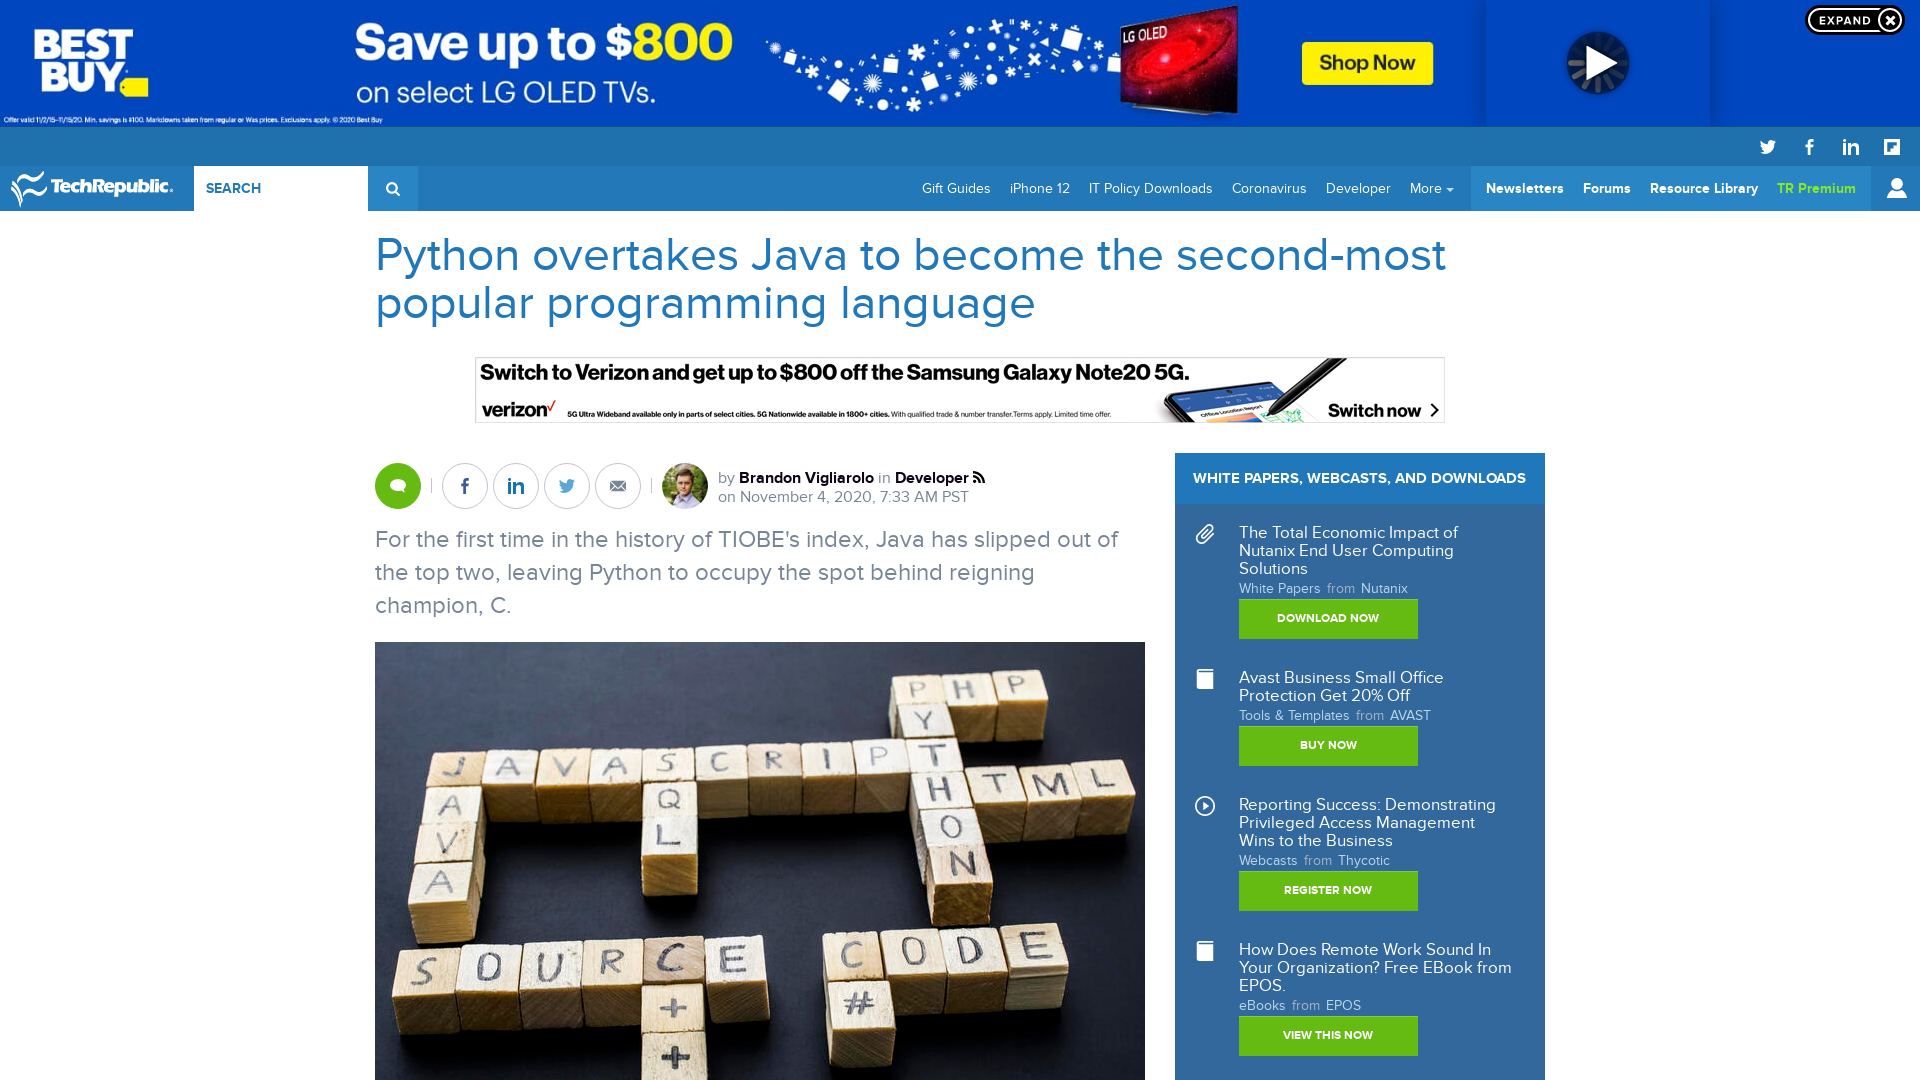 BEST
BUY
Save up to $800
on select LG OLED TVs.
LG OLED
Shop Now
EXPAND
Offer valid 11/2/15–11/15/20. Min. savings is $100. Markdowns taken from regular or Was prices. Exclusions apply. © 2020 Best Buy
TechRepublic.
SEARCH
Gift Guides
iPhone 12
IT Policy Downloads
Coronavirus
Developer
More
Newsletters
Forums
Resource Library
TR Premium
Python overtakes Java to become the second-most
popular programming language
Switch to Verizon and get up to $800 off the Samsung Galaxy Note20 5G.
verizon
5G Ultra Wideband available only in parts of select cities. 5G Nationwide available in 1800+ cities. With qualified trade & number transfer.Terms apply. Limited time offer.
Office Location Report
Switch now
by Brandon Vigliarolo in Developer
on November 4, 2020, 7:33 AM PST
For the first time in the history of TIOBE's index, Java has slipped out of
the top two, leaving Python to occupy the spot behind reigning
champion, C.
PHP
PYTHON
JAVASCRIPT
HTML
JAVA
SQL
SOURCE CODE
C++
C#
WHITE PAPERS, WEBCASTS, AND DOWNLOADS
The Total Economic Impact of
Nutanix End User Computing
Solutions
White Papers from Nutanix
DOWNLOAD NOW
Avast Business Small Office
Protection Get 20% Off
Tools & Templates from AVAST
BUY NOW
Reporting Success: Demonstrating
Privileged Access Management
Wins to the Business
Webcasts from Thycotic
REGISTER NOW
How Does Remote Work Sound In
Your Organization? Free EBook from
EPOS.
eBooks from EPOS
VIEW THIS NOW